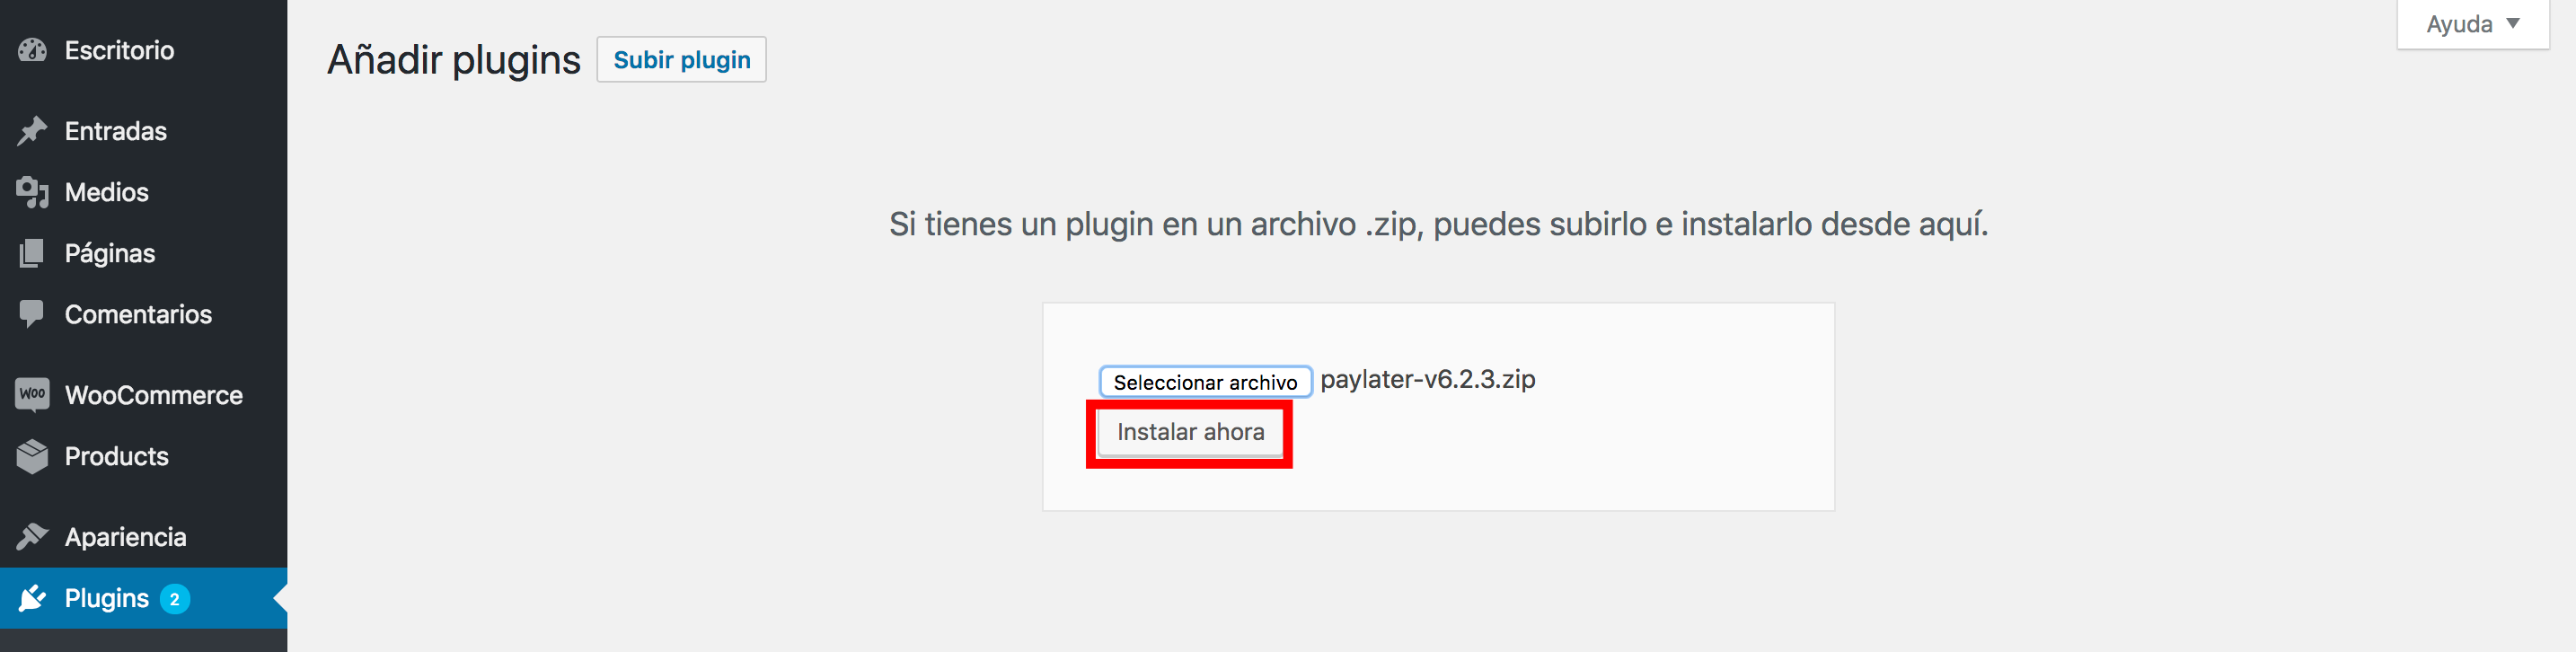 Escritorio
Entradas
Medios
Páginas
Comentarios
Woo WooCommerce
Products
Apariencia
Plugins 2
Añadir plugins Subir plugin
Ayuda ▼
Si tienes un plugin en un archivo .zip, puedes subirlo e instalarlo desde aquí.
Seleccionar archivo paylater-v6.2.3.zip
Instalar ahora